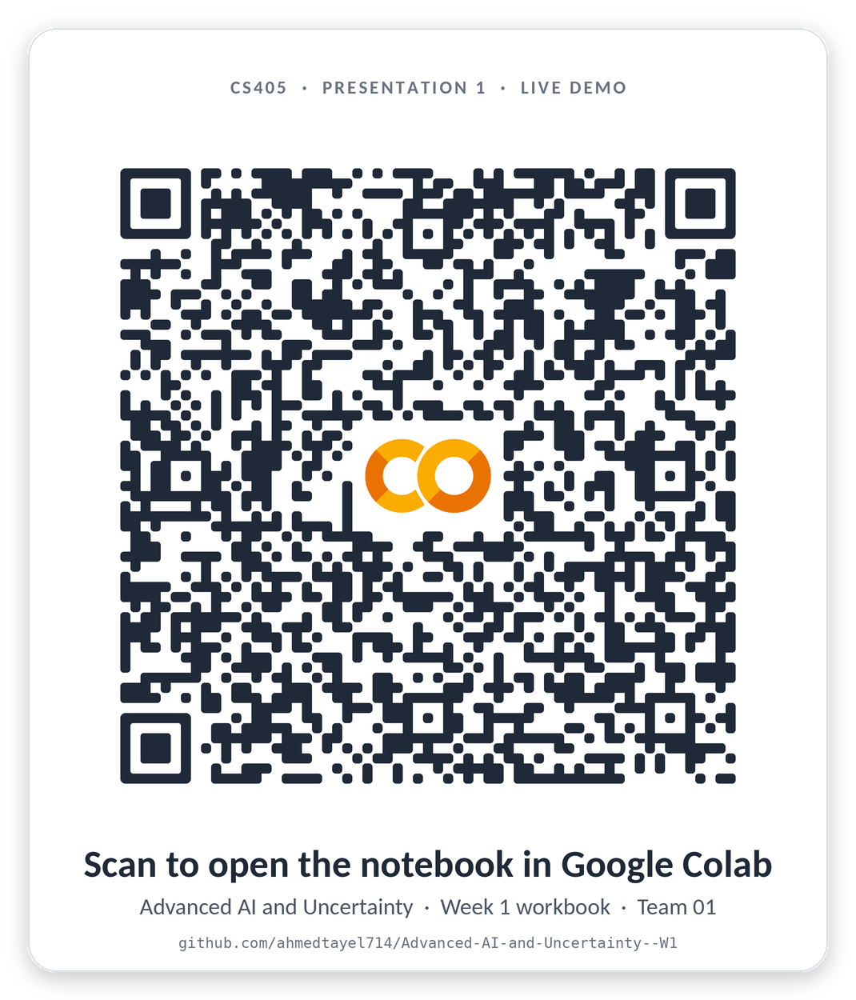 CS405 · PRESENTATION 1 · LIVE DEMO
Scan to open the notebook in Google Colab
Advanced AI and Uncertainty · Week 1 workbook · Team 01
github.com/ahmedtayel714/Advanced-AI-and-Uncertainty--W1